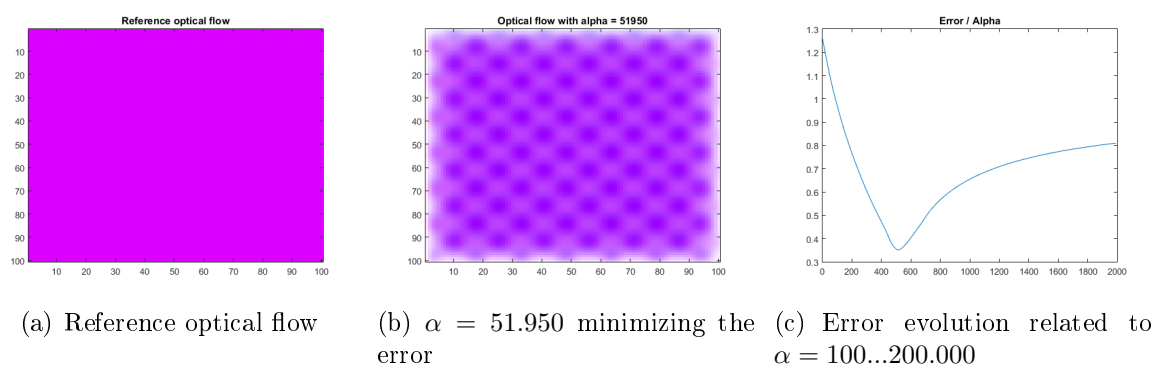 Reference optical flow
10
20
30
40
50
60
70
80
90
100
10 20 30 40 50 60 70 80 90 100
Optical flow with alpha = 51950
10
20
30
40
50
60
70
80
90
100
10 20 30 40 50 60 70 80 90 100
Error / Alpha
1.3
1.2
1.1
1
0.9
0.8
0.7
0.6
0.5
0.4
0.3
0 200 400 600 800 1000 1200 1400 1600 1800 2000
(a) Reference optical flow
(b) α = 51.950 minimizing the
error
(c) Error evolution related to
α = 100...200.000